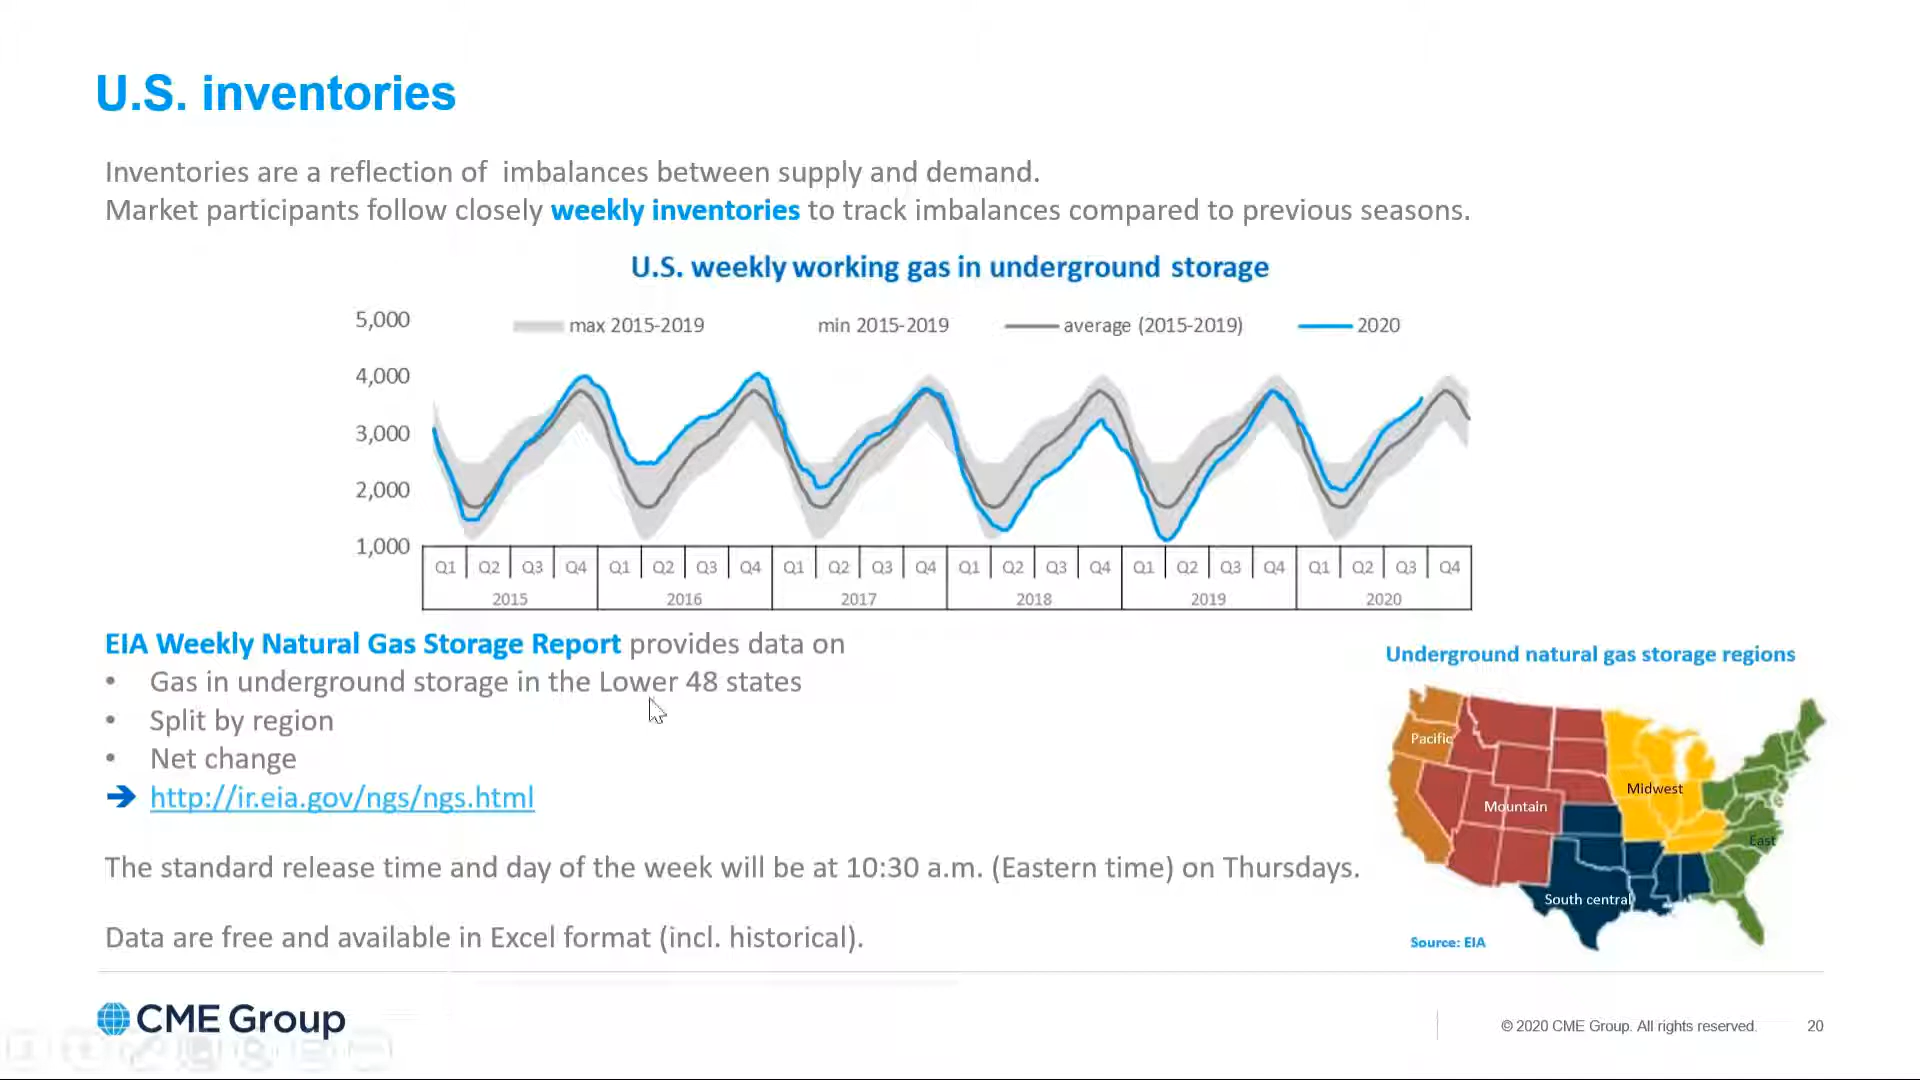 U.S. inventories
Inventories are a reflection of imbalances between supply and demand.
Market participants follow closely weekly inventories to track imbalances compared to previous seasons.
U.S. weekly working gas in underground storage
max 2015-2019 min 2015-2019 average (2015-2019) 2020
5,000
4,000
3,000
2,000
1,000
Q1 Q2 Q3 Q4 Q1 Q2 Q3 Q4 Q1 Q2 Q3 Q4 Q1 Q2 Q3 Q4 Q1 Q2 Q3 Q4 Q1 Q2 Q3 Q4
2015 2016 2017 2018 2019 2020
EIA Weekly Natural Gas Storage Report provides data on
• Gas in underground storage in the Lower 48 states
• Split by region
• Net change
➔ http://ir.eia.gov/ngs/ngs.html
The standard release time and day of the week will be at 10:30 a.m. (Eastern time) on Thursdays.
Data are free and available in Excel format (incl. historical).
Underground natural gas storage regions
Pacific
Mountain
Midwest
East
South central
Source: EIA
CME Group
© 2020 CME Group. All rights reserved. 20